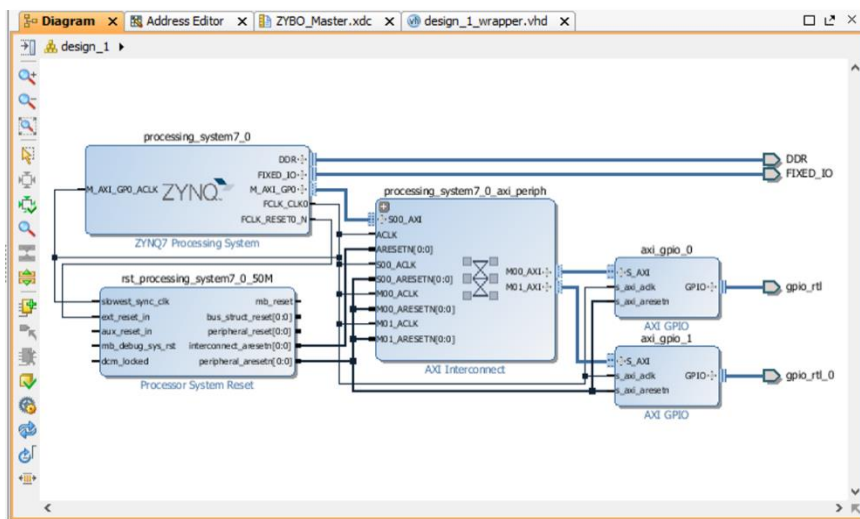 Diagram
Address Editor
ZYBO_Master.xdc
design_1_wrapper.vhd
design_1
processing_system7_0
DDR
FIXED_IO
M_AXI_GP0
FCLK_CLK0
FCLK_RESET0_N
M_AXI_GP0_ACLK
ZYNQ
ZYNQ7 Processing System
rst_processing_system7_0_50M
slowest_sync_clk
ext_reset_in
aux_reset_in
mb_debug_sys_rst
dcm_locked
mb_reset
bus_struct_reset[0:0]
peripheral_reset[0:0]
interconnect_aresetn[0:0]
peripheral_aresetn[0:0]
Processor System Reset
processing_system7_0_axi_periph
S00_AXI
ACLK
ARESETN[0:0]
S00_ACLK
S00_ARESETN[0:0]
M00_ACLK
M00_ARESETN[0:0]
M01_ACLK
M01_ARESETN[0:0]
M00_AXI
M01_AXI
AXI Interconnect
axi_gpio_0
S_AXI
s_axi_aclk
s_axi_aresetn
GPIO
AXI GPIO
axi_gpio_1
S_AXI
s_axi_aclk
s_axi_aresetn
GPIO
AXI GPIO
DDR
FIXED_IO
gpio_rtl
gpio_rtl_0